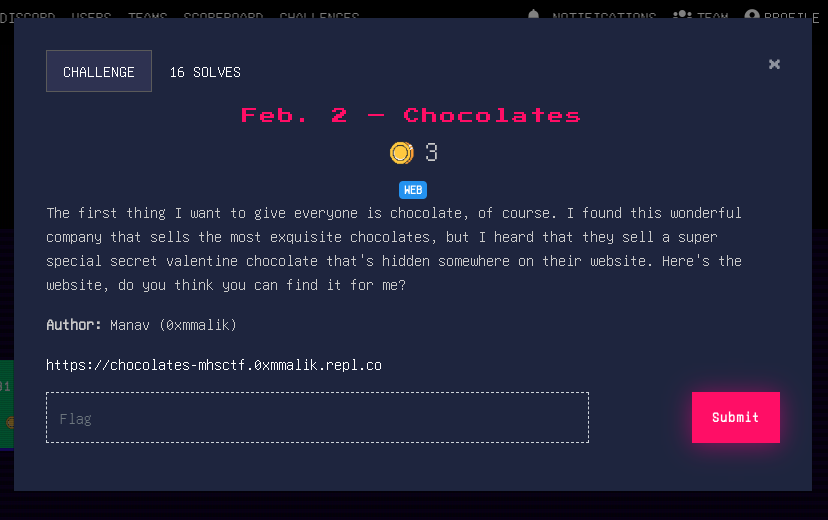 DISCORD USERS TEAMS SCOREBOARD CHALLENGES NOTIFICATIONS TEAM PROFILE
CHALLENGE 16 SOLVES ×
Feb. 2 — Chocolates
3
WEB
The first thing I want to give everyone is chocolate, of course. I found this wonderful
company that sells the most exquisite chocolates, but I heard that they sell a super
special secret valentine chocolate that's hidden somewhere on their website. Here's the
website, do you think you can find it for me?
Author: Manav (0xmmalik)
https://chocolates-mhsctf.0xmmalik.repl.co
Flag
Submit